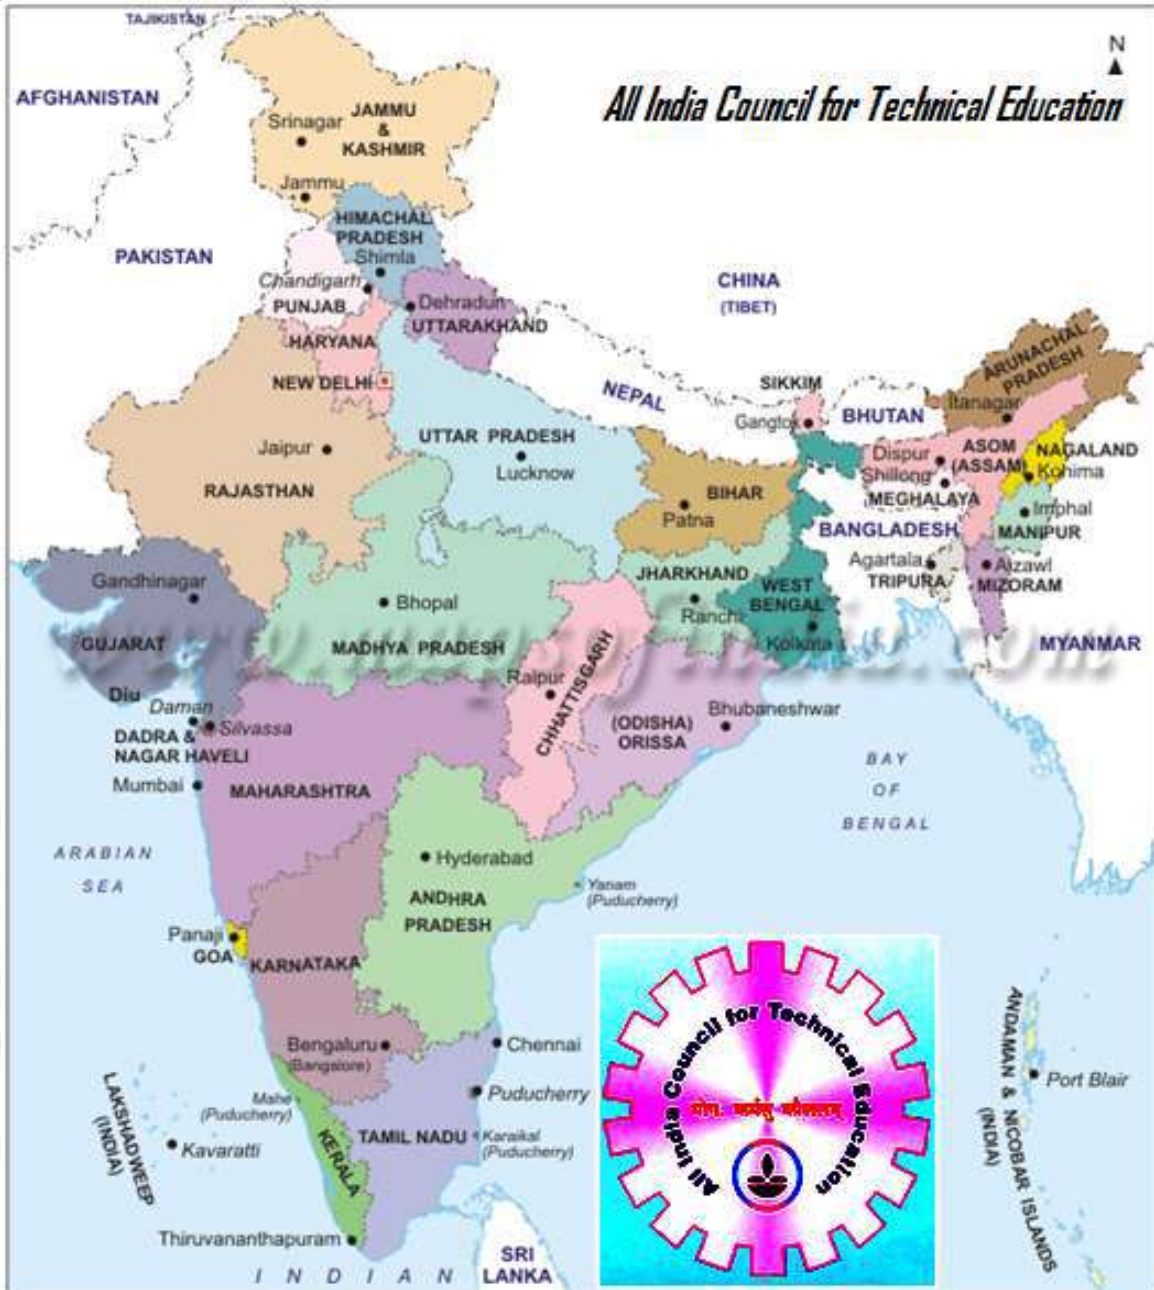 TAJIKISTAN
N
AFGHANISTAN
All India Council for Technical Education
JAMMU
&
KASHMIR
Srinagar
Jammu
HIMACHAL
PRADESH
Shimla
PAKISTAN
Chandigarh
PUNJAB
CHINA
(TIBET)
Dehradun
UTTARAKHAND
HARYANA
NEW DELHI
NEPAL
SIKKIM
Gangtok
BHUTAN
ARUNACHAL
PRADESH
Itanagar
UTTAR PRADESH
Lucknow
Jaipur
RAJASTHAN
BIHAR
Patna
Dispur
Shillong
MEGHALAYA
ASOM
(ASSAM)
NAGALAND
Kohima
BANGLADESH
Imphal
MANIPUR
Agartala
TRIPURA
Aizawl
MIZORAM
Gandhinagar
GUJARAT
Bhopal
MADHYA PRADESH
JHARKHAND
Ranchi
WEST
BENGAL
Kolkata
MYANMAR
www.mapsofindia.com
Diu
Daman
Silvassa
DADRA &
NAGAR HAVELI
Raipur
CHHATTISGARH
(ODISHA)
ORISSA
Bhubaneshwar
Mumbai
MAHARASHTRA
BAY
OF
BENGAL
ARABIAN
SEA
Hyderabad
ANDHRA
PRADESH
Yanam
(Puducherry)
Panaji
GOA
KARNATAKA
Bengaluru
(Bangalore)
Chennai
Mahe
(Puducherry)
Puducherry
LAKSHADWEEP
(INDIA)
Kavaratti
KERALA
TAMIL NADU
Karaikal
(Puducherry)
Thiruvananthapuram
SRI
LANKA
INDIAN
All India Council for Technical Education
योगः कर्मसु कौशलम्
ANDAMAN & NICOBAR ISLANDS
(INDIA)
Port Blair